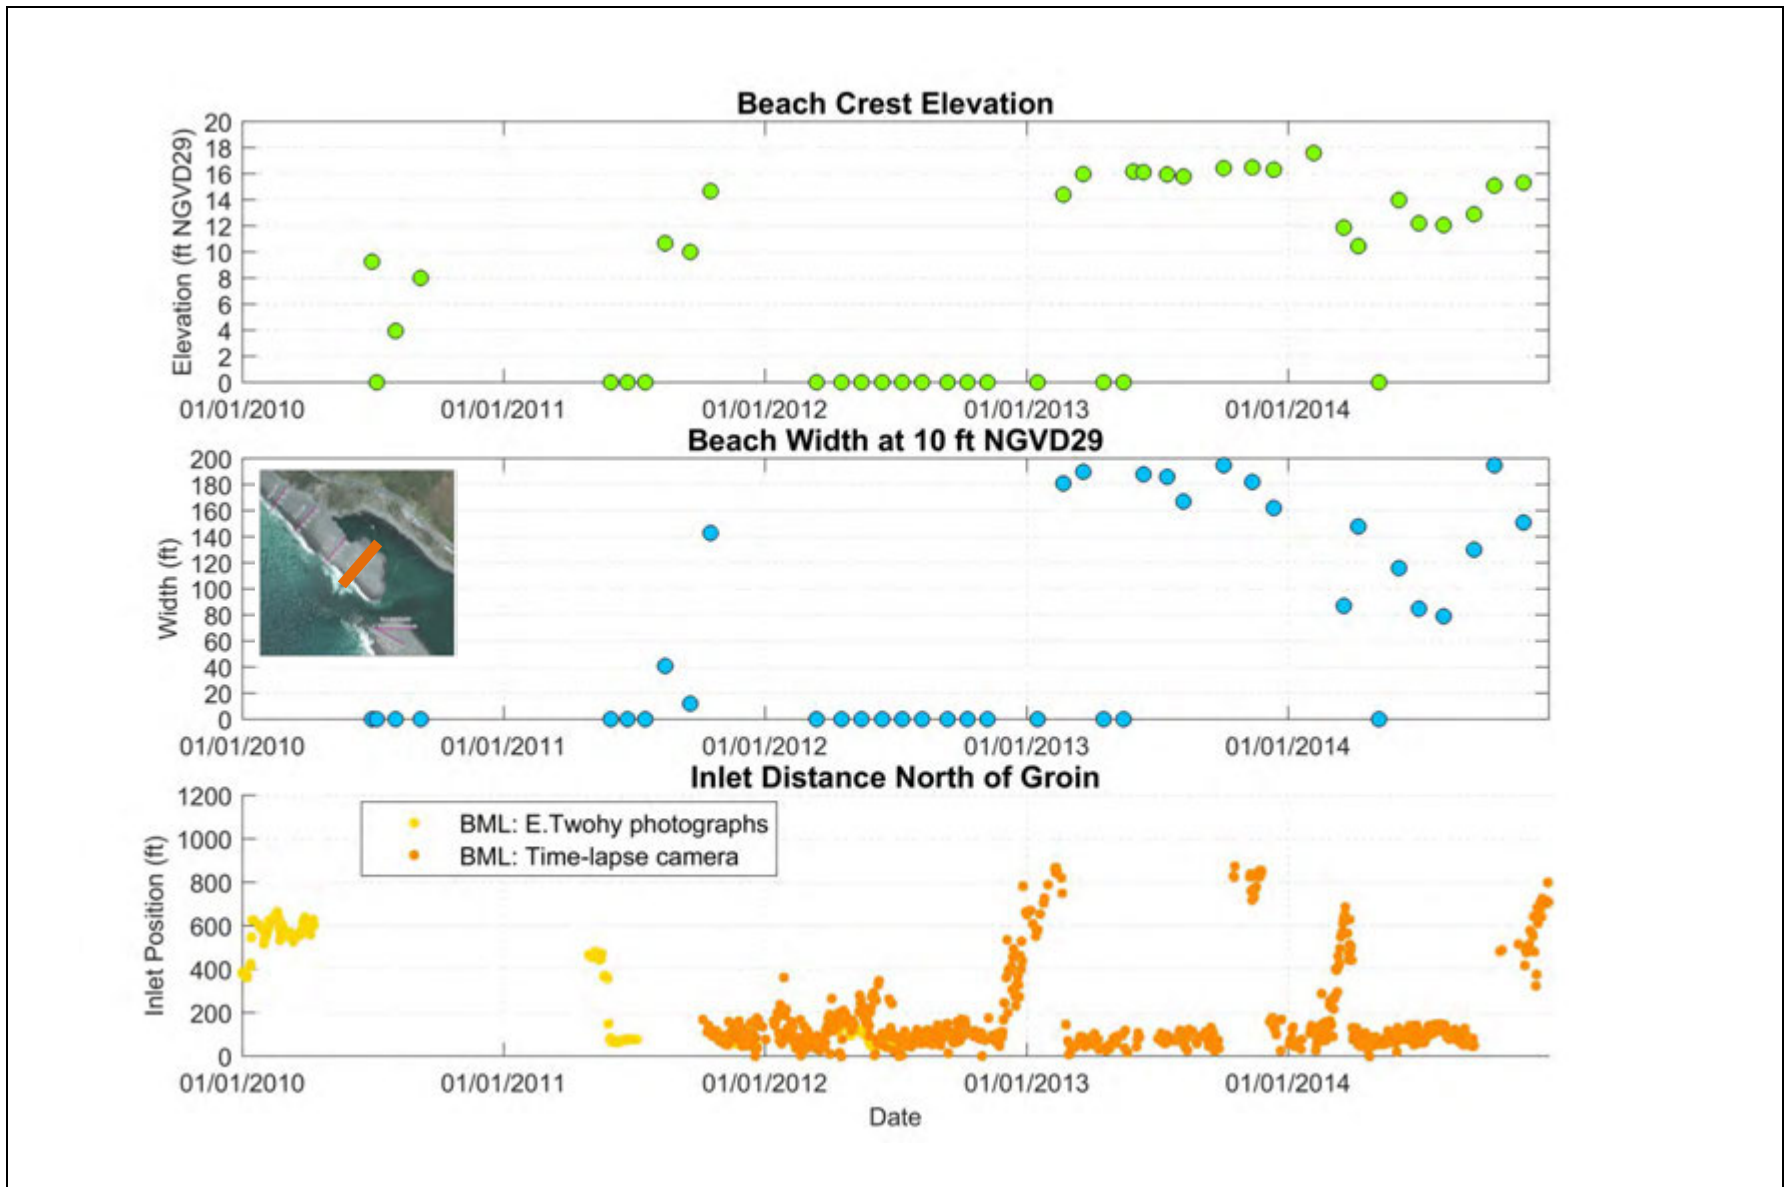 Beach Crest Elevation
Elevation (ft NGVD29)
20
18
16
14
12
10
8
6
4
2
0
01/01/2010 01/01/2011 01/01/2012 01/01/2013 01/01/2014
Beach Width at 10 ft NGVD29
Width (ft)
200
180
160
140
120
100
80
60
40
20
0
01/01/2010 01/01/2011 01/01/2012 01/01/2013 01/01/2014
Inlet Distance North of Groin
Inlet Position (ft)
1200
1000
800
600
400
200
0
BML: E.Twohy photographs
BML: Time-lapse camera
01/01/2010 01/01/2011 01/01/2012 01/01/2013 01/01/2014
Date